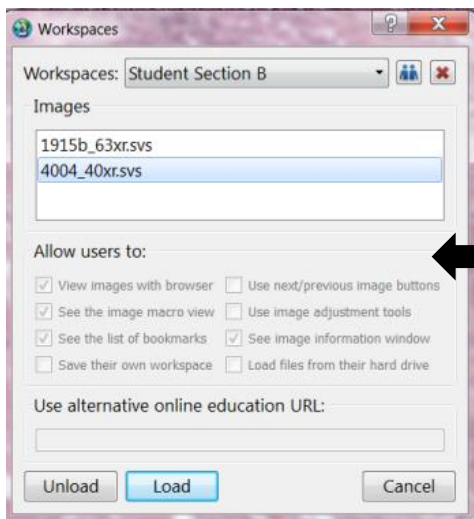 Workspaces
Workspaces: Student Section B
Images
1915b_63xr.svs
4004_40xr.svs
Allow users to:
View images with browser Use next/previous image buttons
See the image macro view Use image adjustment tools
See the list of bookmarks See image information window
Save their own workspace Load files from their hard drive
Use alternative online education URL:
Unload Load Cancel